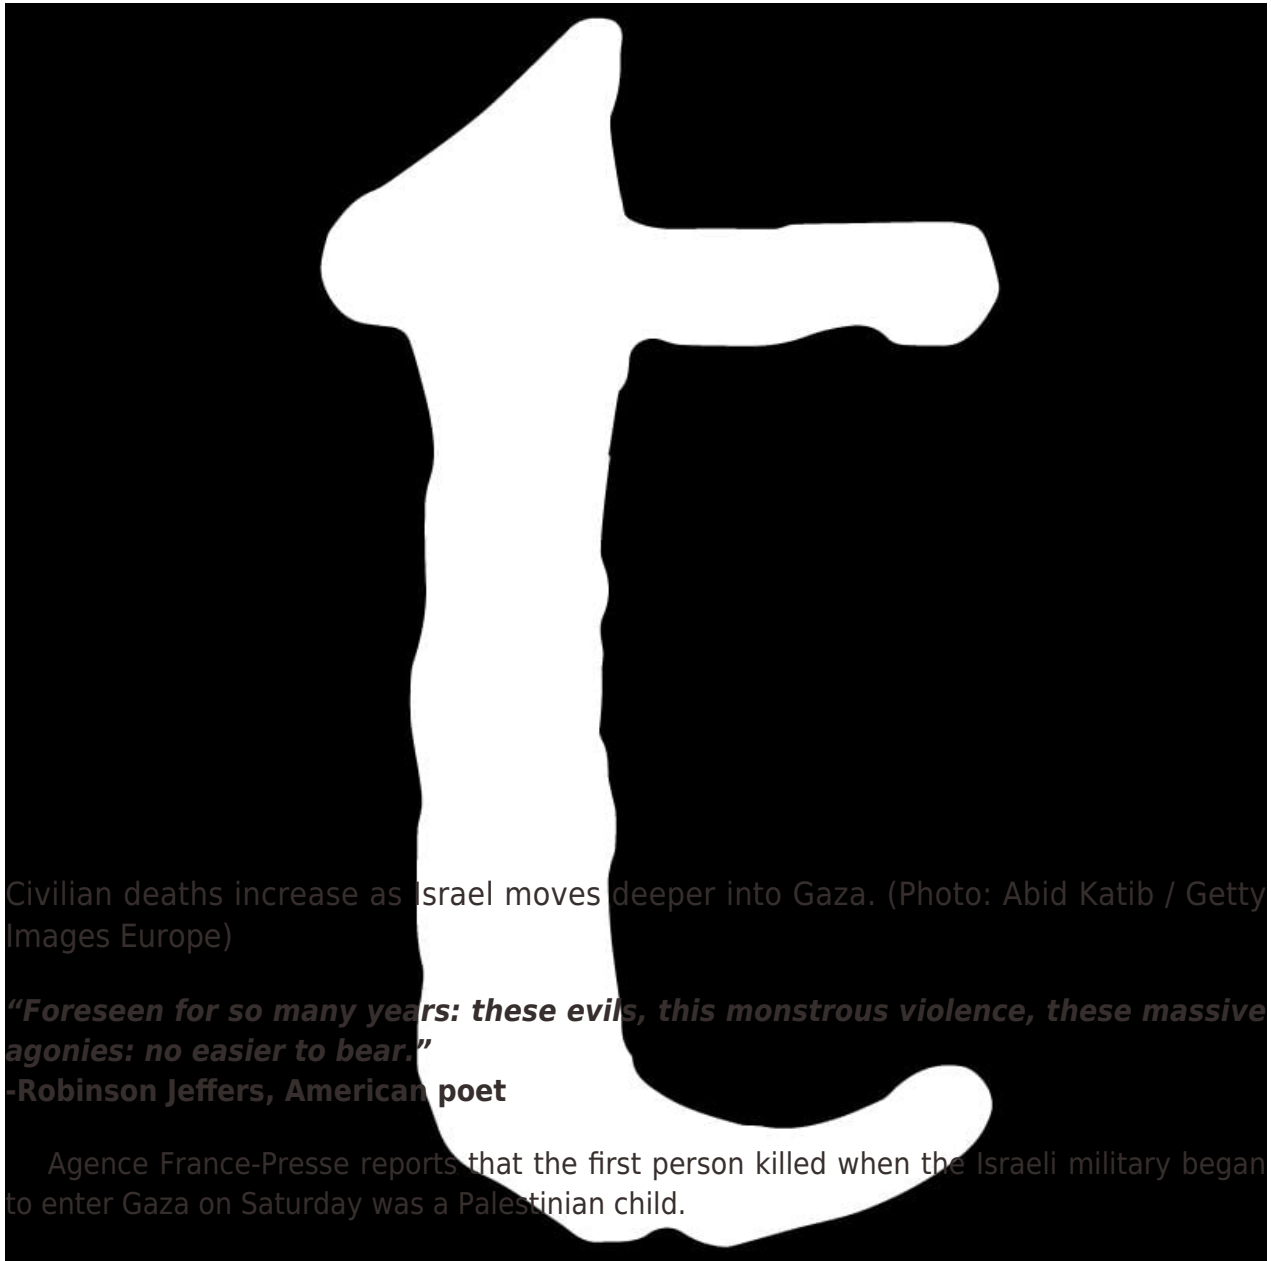 t
Civilian deaths increase as Israel moves deeper into Gaza. (Photo: Abid Katib / Getty
Images Europe)
“Foreseen for so many years: these evils, this monstrous violence, these massive
agonies: no easier to bear.”
-Robinson Jeffers, American poet
Agence France-Presse reports that the first person killed when the Israeli military began
to enter Gaza on Saturday was a Palestinian child.